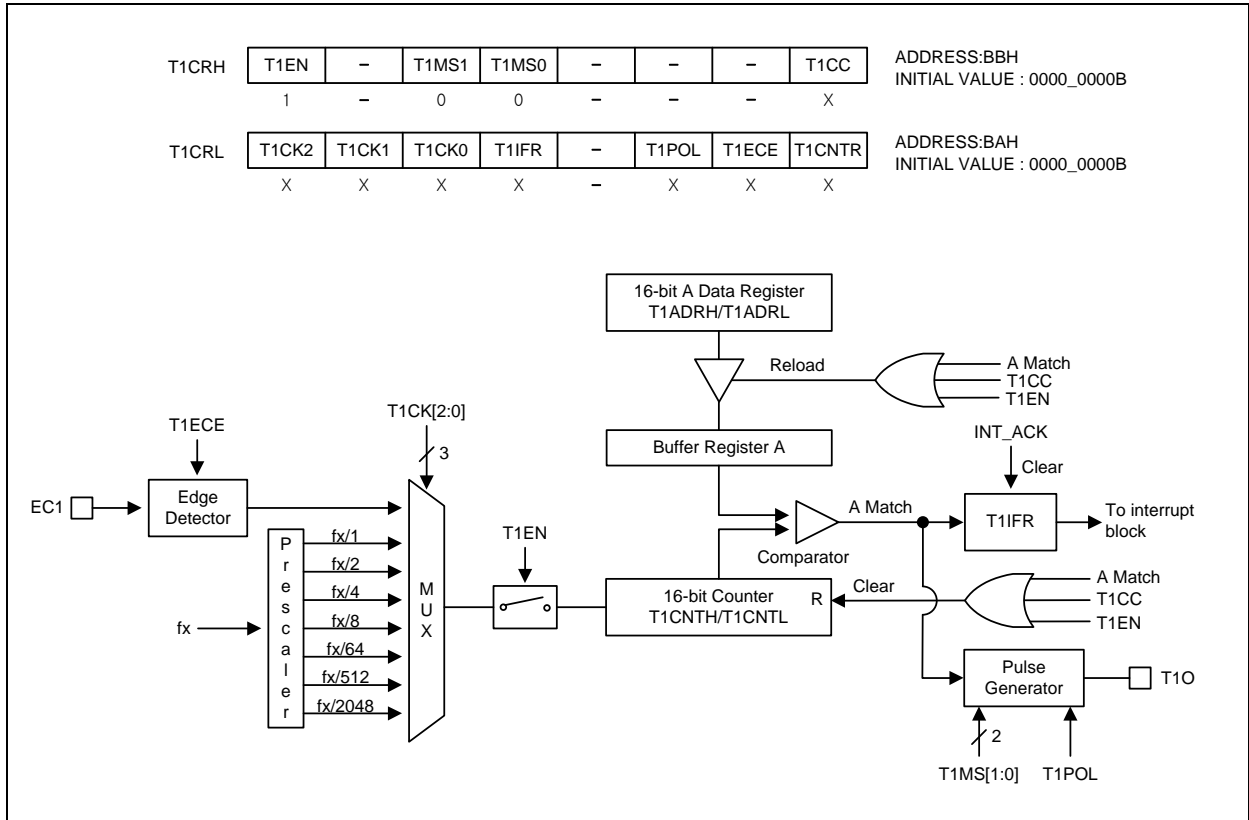 T1CRH T1EN – T1MS1 T1MS0 – – – T1CC ADDRESS:BBH
INITIAL VALUE : 0000_0000B
1 – 0 0 – – – X
T1CRL T1CK2 T1CK1 T1CK0 T1IFR – T1POL T1ECE T1CNTR ADDRESS:BAH
INITIAL VALUE : 0000_0000B
X X X X – X X X
16-bit A Data Register
T1ADRH/T1ADRL
Reload
A Match
T1CC
T1EN
T1CK[2:0]
3
T1ECE
Buffer Register A
INT_ACK
Clear
EC1
Edge
Detector
A Match
T1IFR
To interrupt
block
Comparator
T1EN
fx
Prescaler
fx/1
fx/2
fx/4
fx/8
fx/64
fx/512
fx/2048
MUX
16-bit Counter
T1CNTH/T1CNTL
R
Clear
A Match
T1CC
T1EN
Pulse
Generator
T1O
2
T1MS[1:0]
T1POL